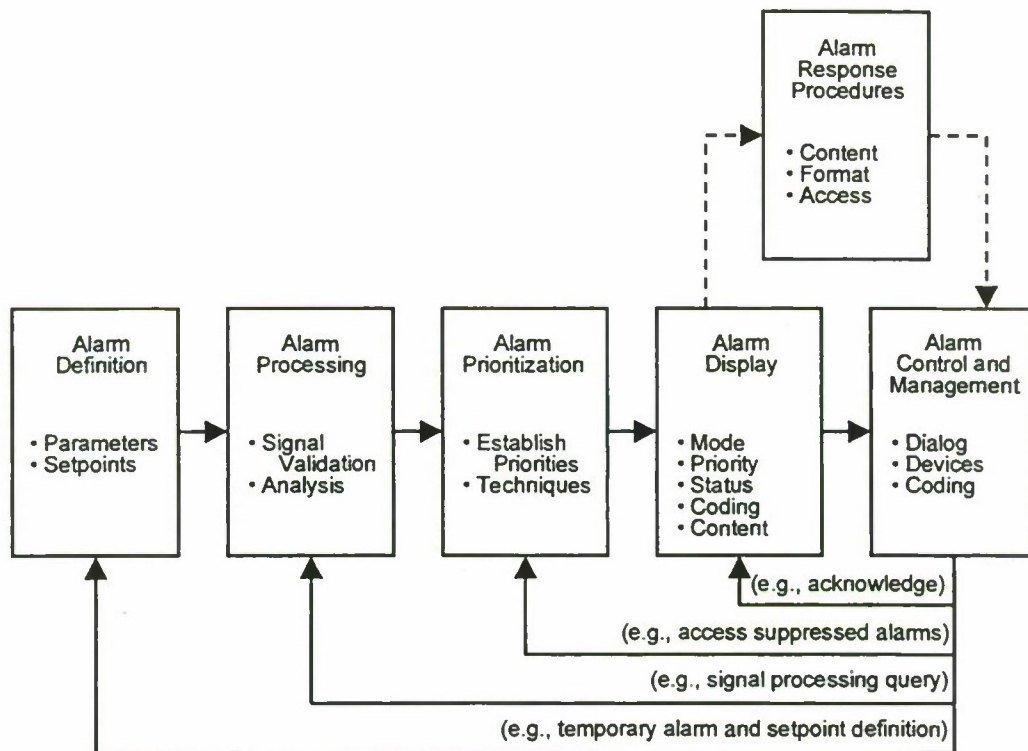 Alarm
Response
Procedures
• Content
• Format
• Access
Alarm
Definition
• Parameters
• Setpoints
Alarm
Processing
• Signal
Validation
• Analysis
Alarm
Prioritization
• Establish
Priorities
• Techniques
Alarm
Display
• Mode
• Priority
• Status
• Coding
• Content
Alarm
Control and
Management
• Dialog
• Devices
• Coding
(e.g., acknowledge)
(e.g., access suppressed alarms)
(e.g., signal processing query)
(e.g., temporary alarm and setpoint definition)